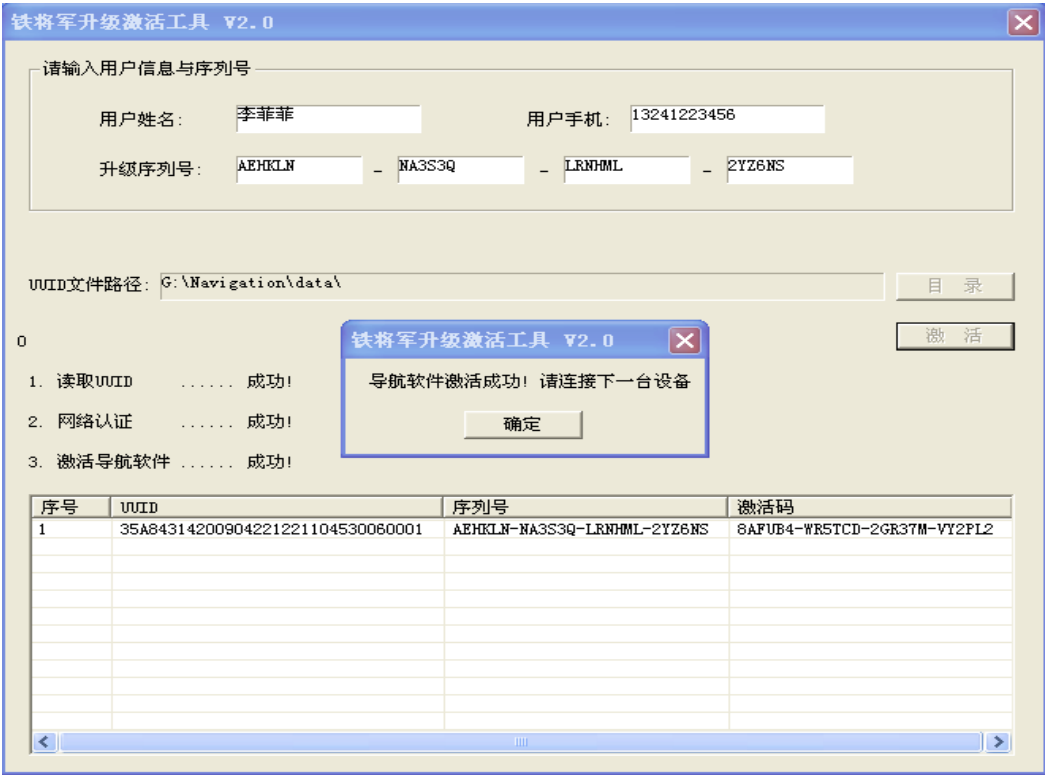 铁将军升级激活工具 V2.0
请输入用户信息与序列号
用户姓名: 李菲菲 用户手机: 13241223456
升级序列号: AEHKLN - NA3S3Q - LRNHML - 2YZ6NS
UUID文件路径: G:\Navigation\data\ 目 录
0 激 活
铁将军升级激活工具 V2.0
导航软件激活成功! 请连接下一台设备
确定
1. 读取UUID ...... 成功!
2. 网络认证 ...... 成功!
3. 激活导航软件 ...... 成功!
序号 UUID 序列号 激活码
1 35A84314200904221221104530060001 AEHKLN-NA3S3Q-LRNHML-2YZ6NS 8AFUB4-WR5TCD-2GR37M-VY2PL2